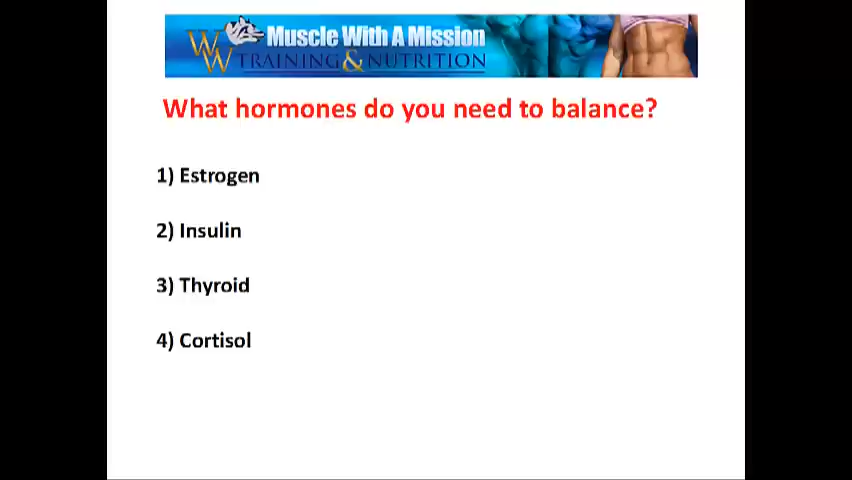 Muscle With A Mission
TRAINING & NUTRITION
What hormones do you need to balance?
1) Estrogen
2) Insulin
3) Thyroid
4) Cortisol